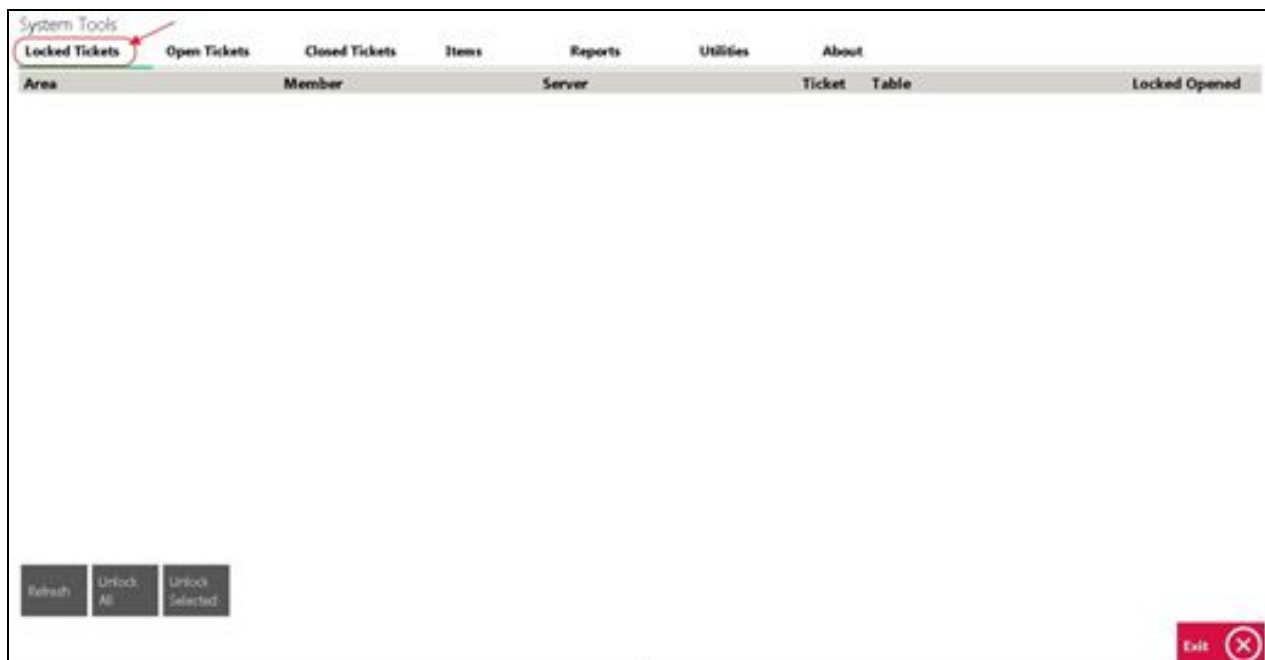 System Tools
Locked Tickets Open Tickets Closed Tickets Items Reports Utilities About
Area Member Server Ticket Table Locked Opened
Refresh Unlock All Unlock Selected
Exit